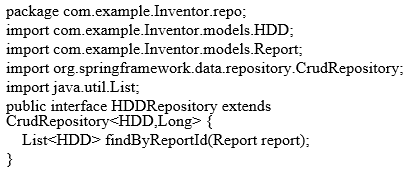 package com.example.Inventor.repo;
import com.example.Inventor.models.HDD;
import com.example.Inventor.models.Report;
import org.springframework.data.repository.CrudRepository;
import java.util.List;
public interface HDDRepository extends
CrudRepository<HDD,Long> {
    List<HDD> findByReportId(Report report);
}